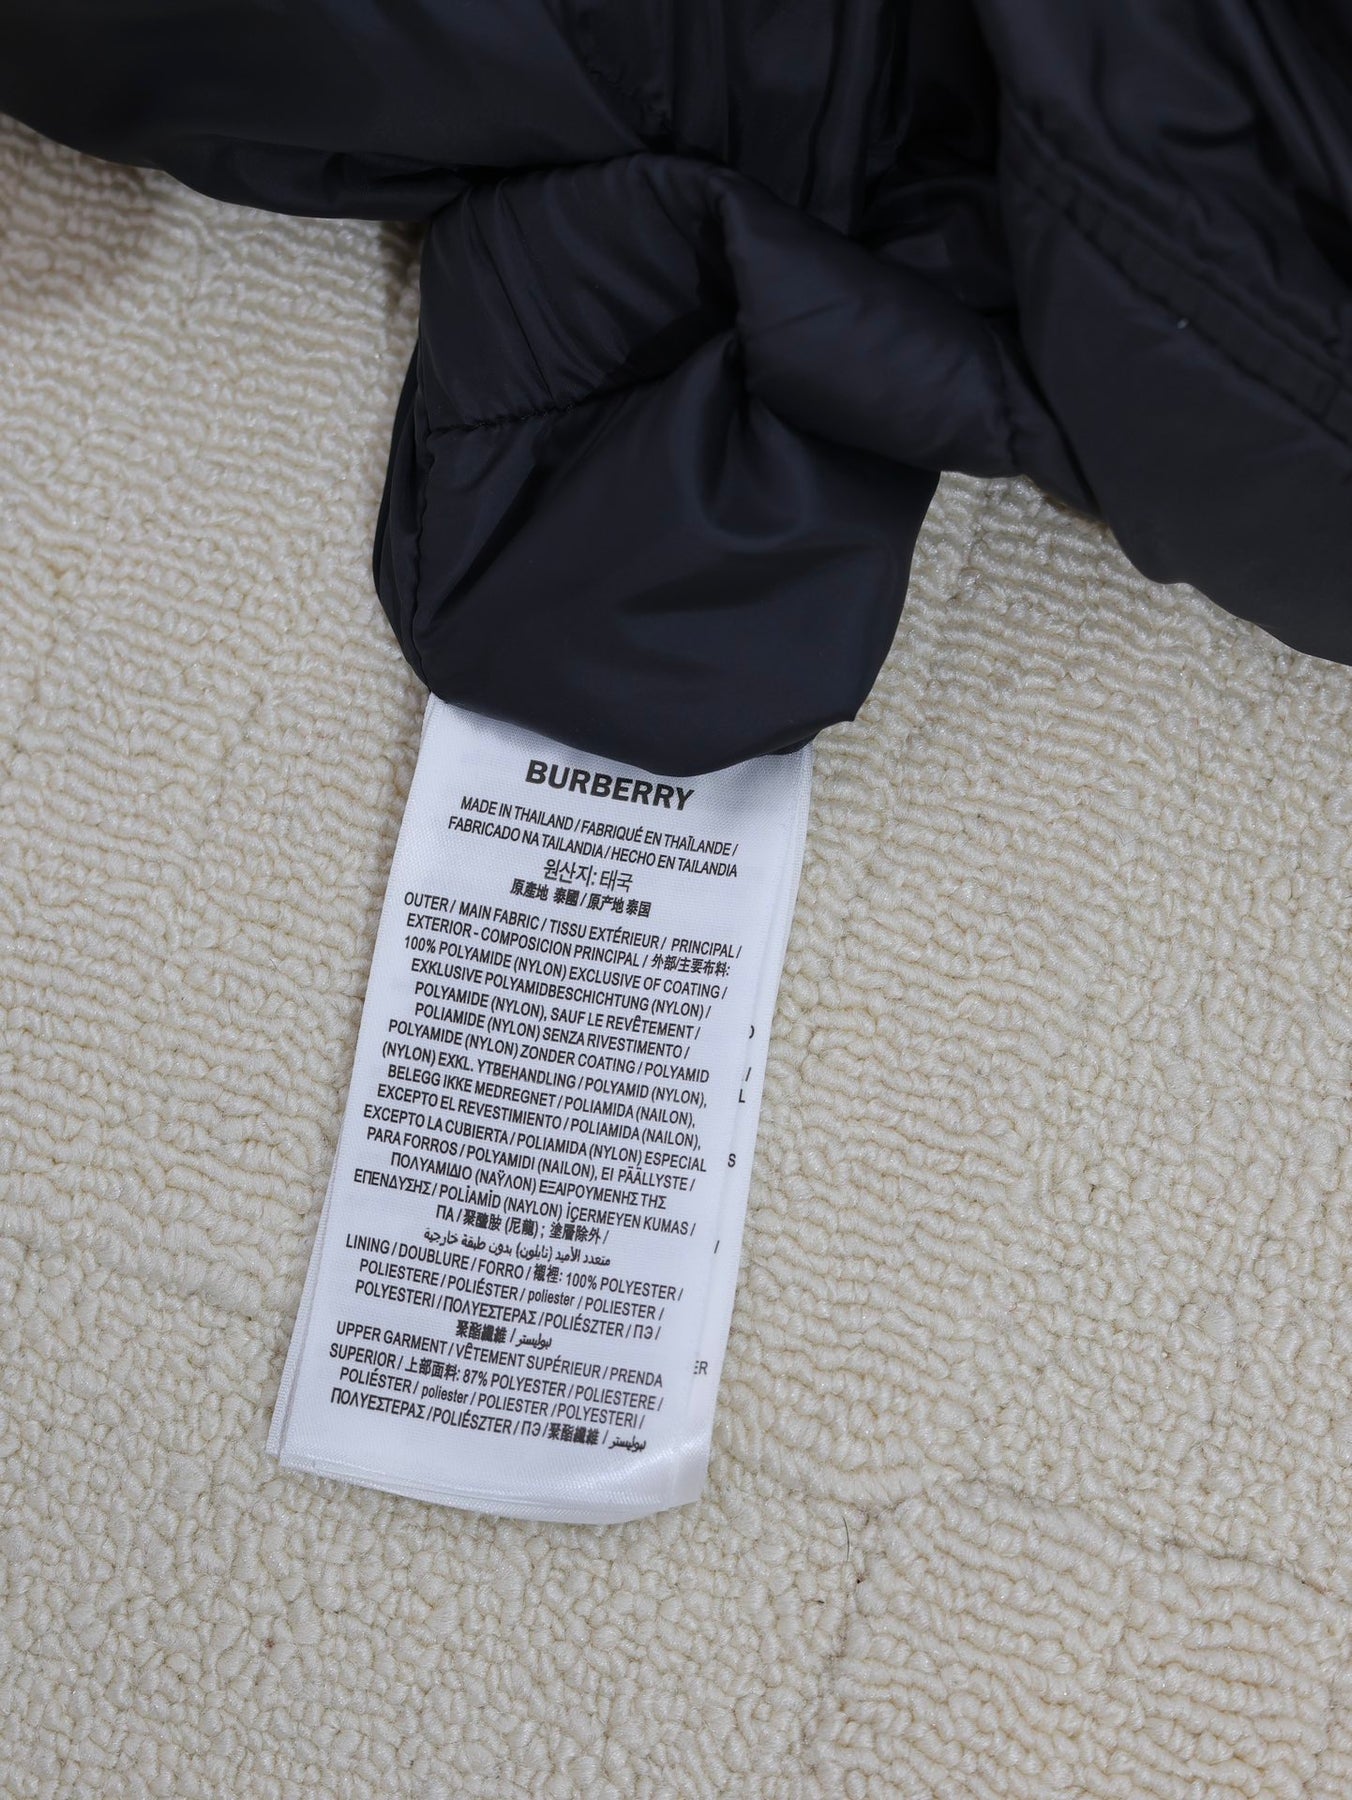 BURBERRY
MADE IN THAILAND / FABRIQUÉ EN THAÏLANDE /
FABRICADO NA TAILANDIA / HECHO EN TAILANDIA
원산지: 태국
原產地 泰國 / 原产地 泰国
OUTER / MAIN FABRIC / TISSU EXTÉRIEUR / PRINCIPAL /
EXTERIOR - COMPOSICION PRINCIPAL / 外部/主要布料:
100% POLYAMIDE (NYLON) EXCLUSIVE OF COATING /
EXKLUSIVE POLYAMIDBESCHICHTUNG (NYLON) /
POLYAMIDE (NYLON), SAUF LE REVÊTEMENT /
POLIAMIDE (NYLON) SENZA RIVESTIMENTO /
POLYAMIDE (NYLON) ZONDER COATING / POLYAMID
(NYLON) EXKL. YTBEHANDLING / POLYAMID (NYLON),
BELEGG IKKE MEDREGNET / POLIAMIDA (NAILON),
EXCEPTO EL REVESTIMIENTO / POLIAMIDA (NAILON),
EXCEPTO LA CUBIERTA / POLIAMIDA (NYLON) ESPECIAL
PARA FORROS / POLYAMIDI (NAILON), EI PÄÄLLYSTE /
ΠΟΛΥΑΜΙΔΙΟ (ΝΑΫΛΟΝ) ΕΞΑΙΡΟΥΜΕΝΗΣ ΤΗΣ
ΕΠΕΝΔΥΣΗΣ / POLİAMİD (NAYLON) İÇERMEYEN KUMAS /
ПА / 聚醯胺 (尼龍) ; 塗層除外 /
متعدد الأميد (نايلون) بدون طبقة خارجية
LINING / DOUBLURE / FORRO / 襯裡: 100% POLYESTER /
POLIESTERE / POLIÉSTER / poliester / POLIESTER /
POLYESTERI / ΠΟΛΥΕΣΤΕΡΑΣ / POLIÉSZTER / ПЭ /
聚酯纖維 / بوليستر
UPPER GARMENT / VÊTEMENT SUPÉRIEUR / PRENDA
SUPERIOR / 上部面料: 87% POLYESTER / POLIESTERE /
POLIÉSTER / poliester / POLIESTER / POLYESTERI /
ΠΟΛΥΕΣΤΕΡΑΣ / POLIÉSZTER / ПЭ / 聚酯纖維 / بوليستر